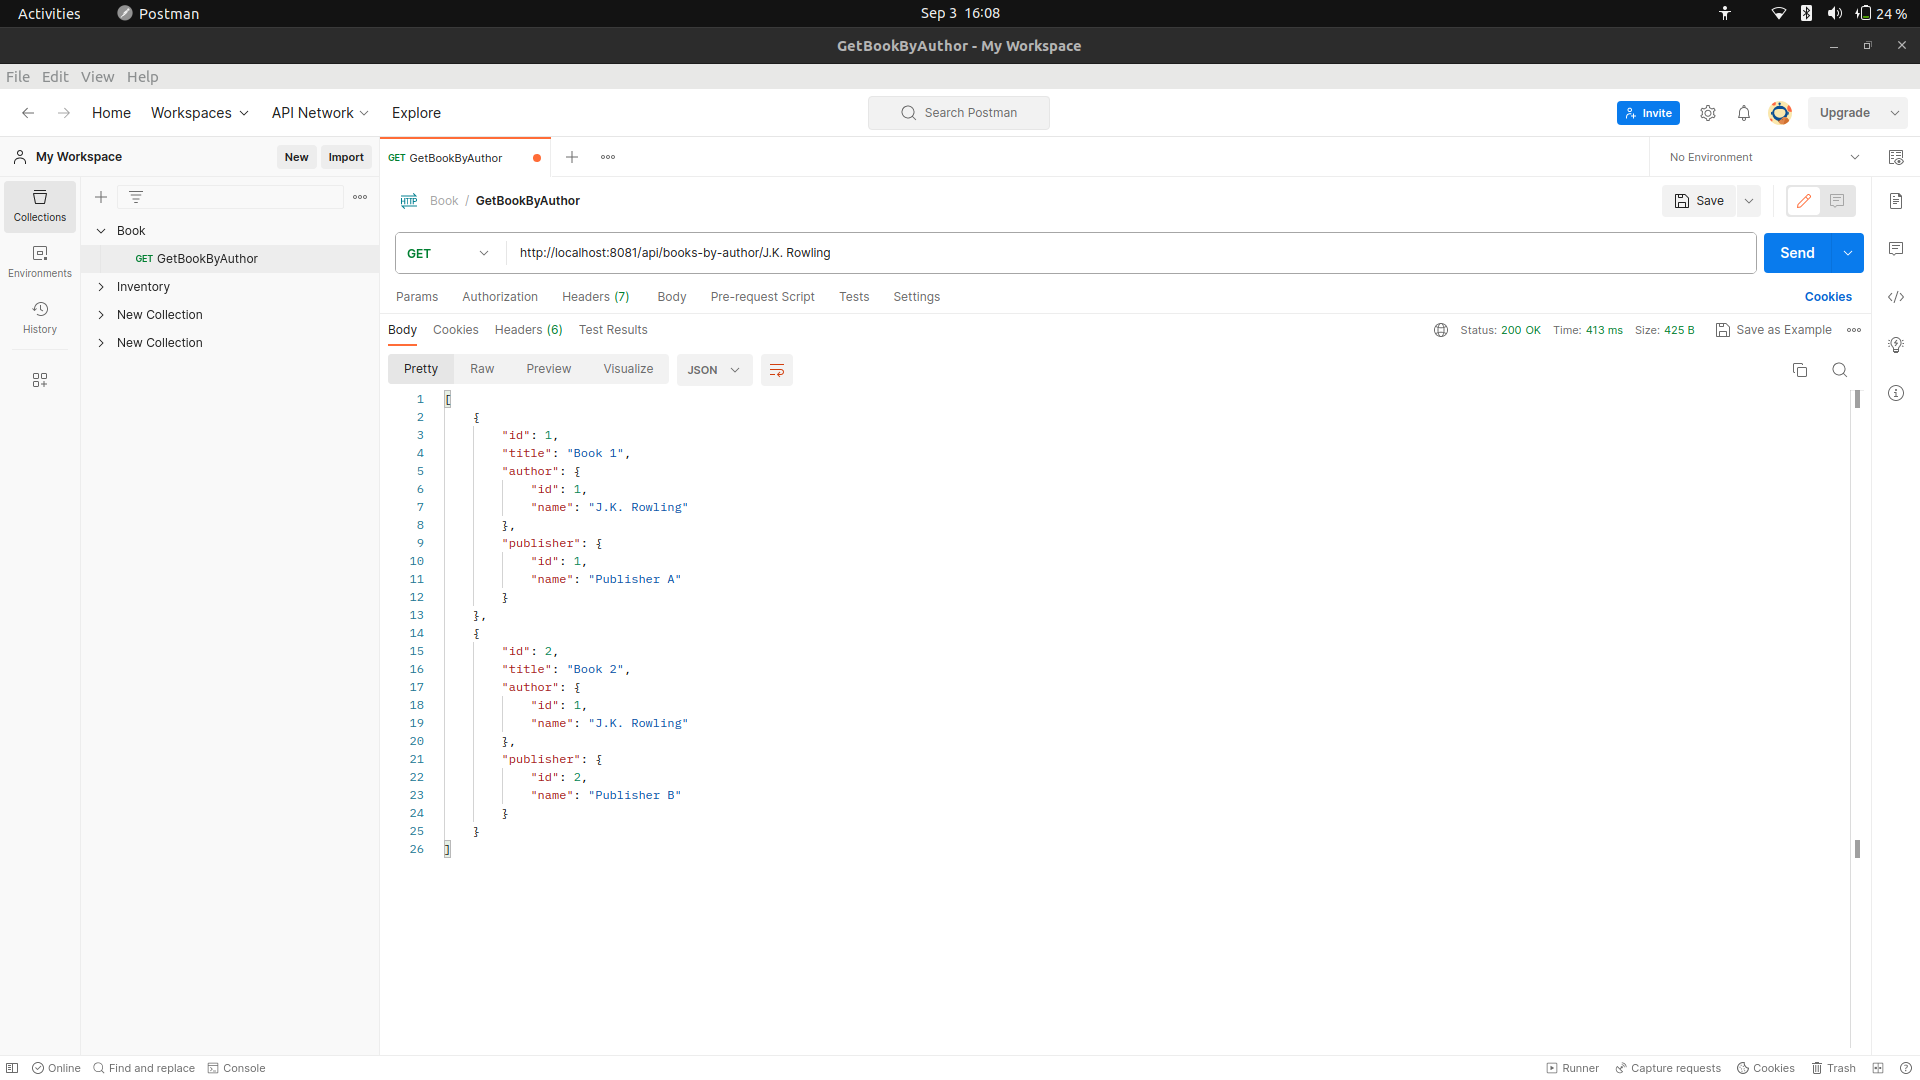 Activities Postman Sep 3 16:08 24 %
GetBookByAuthor - My Workspace
File Edit View Help
Home Workspaces API Network Explore Search Postman Invite Upgrade
My Workspace New Import GET GetBookByAuthor No Environment
Collections
Environments
History
Book
GET GetBookByAuthor
Inventory
New Collection
New Collection
HTTP Book / GetBookByAuthor Save
GET http://localhost:8081/api/books-by-author/J.K. Rowling Send
Params Authorization Headers (7) Body Pre-request Script Tests Settings Cookies
Body Cookies Headers (6) Test Results Status: 200 OK Time: 413 ms Size: 425 B Save as Example
Pretty Raw Preview Visualize JSON
1 [
2 {
3 "id": 1,
4 "title": "Book 1",
5 "author": {
6 "id": 1,
7 "name": "J.K. Rowling"
8 },
9 "publisher": {
10 "id": 1,
11 "name": "Publisher A"
12 }
13 },
14 {
15 "id": 2,
16 "title": "Book 2",
17 "author": {
18 "id": 1,
19 "name": "J.K. Rowling"
20 },
21 "publisher": {
22 "id": 2,
23 "name": "Publisher B"
24 }
25 }
26 ]
Online Find and replace Console Runner Capture requests Cookies Trash